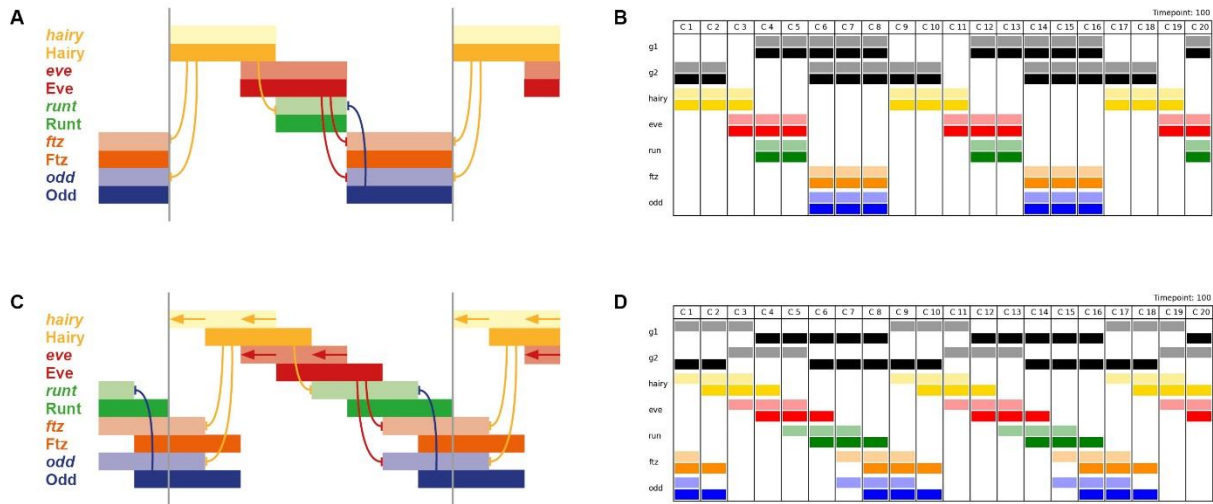 A
hairy
Hairy
eve
Eve
runt
Runt
ftz
Ftz
odd
Odd
B
Timepoint: 100
C 1 C 2 C 3 C 4 C 5 C 6 C 7 C 8 C 9 C 10 C 11 C 12 C 13 C 14 C 15 C 16 C 17 C 18 C 19 C 20
g1
g2
hairy
eve
run
ftz
odd
C
hairy
Hairy
eve
Eve
runt
Runt
ftz
Ftz
odd
Odd
D
Timepoint: 100
C 1 C 2 C 3 C 4 C 5 C 6 C 7 C 8 C 9 C 10 C 11 C 12 C 13 C 14 C 15 C 16 C 17 C 18 C 19 C 20
g1
g2
hairy
eve
run
ftz
odd